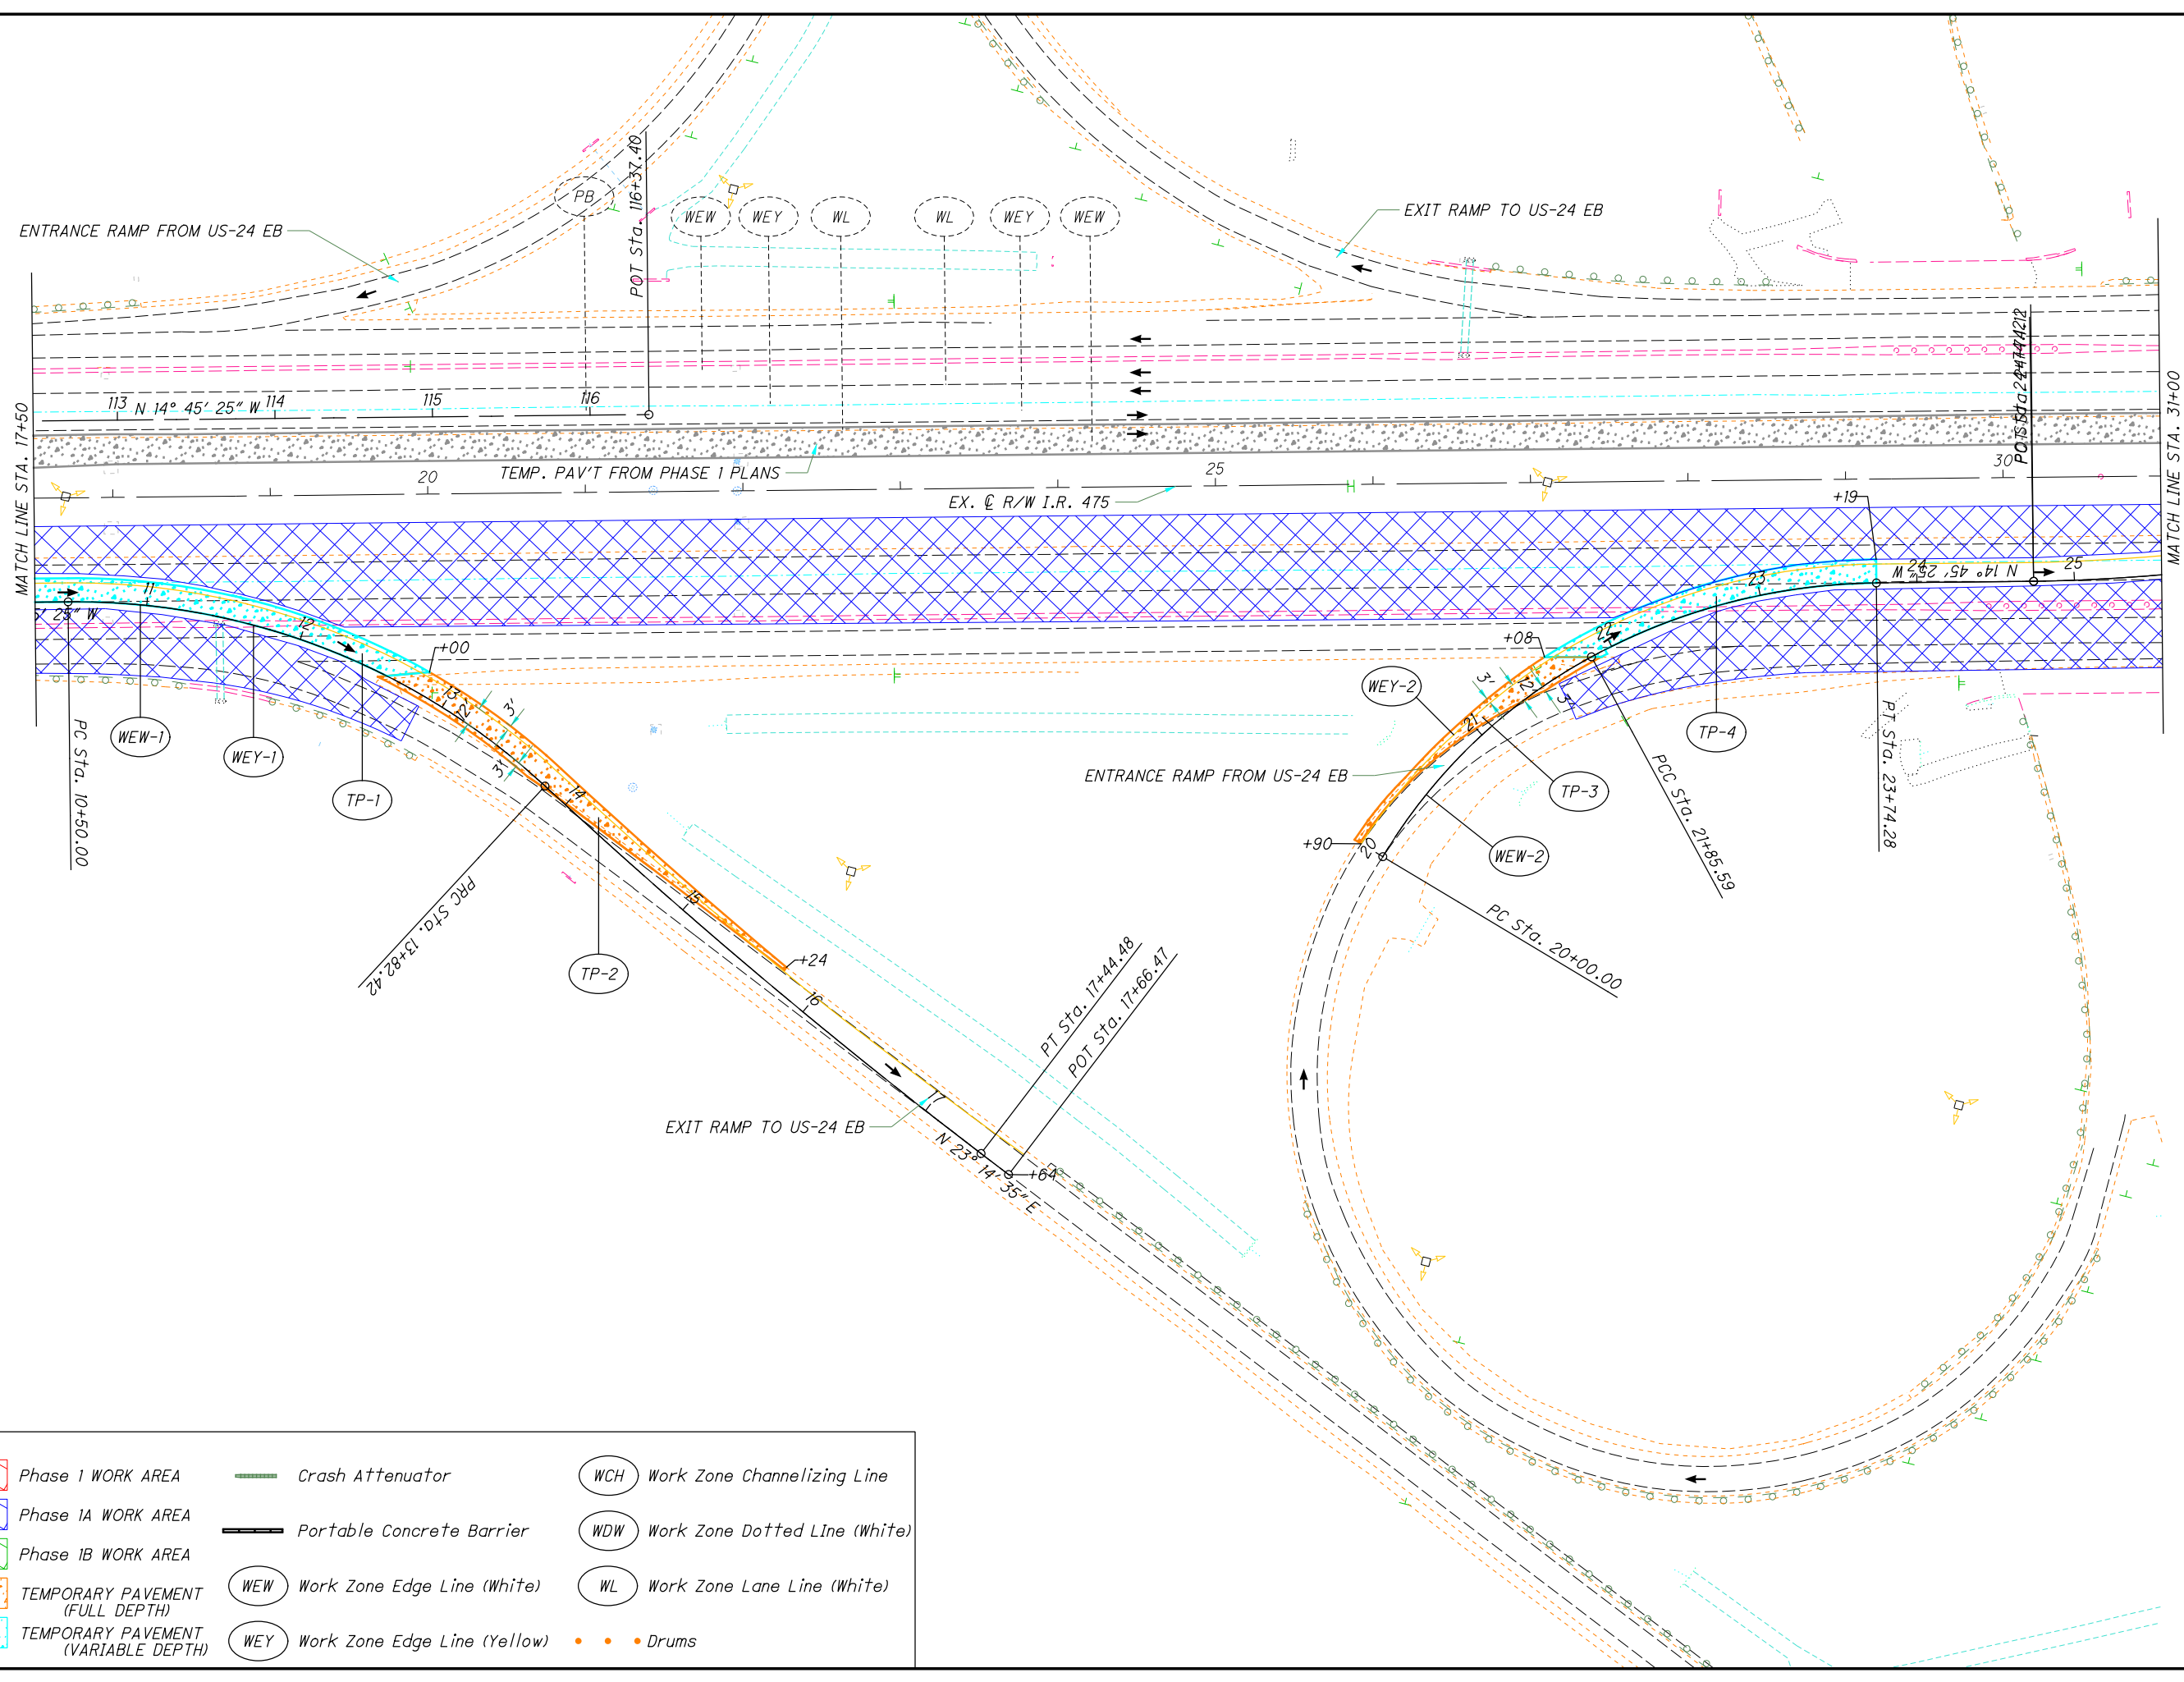 POT Sta. 116+37.40
PB
WEW
WEY
WL
WL
WEY
WEW
ENTRANCE RAMP FROM US-24 EB
EXIT RAMP TO US-24 EB
MATCH LINE STA. 17+50
MATCH LINE STA. 31+00
113
N 14° 45' 25" W
114
115
116
TEMP. PAV'T FROM PHASE 1 PLANS
20
25
30
EX. ℄ R/W I.R. 475
+19
11
5' 25" W
12
+00
13
12'
3'
3'
14
15
+24
16
17
PC Sta. 10+50.00
WEW-1
WEY-1
TP-1
PRC Sta. 13+82.42
TP-2
PT Sta. 17+44.48
POT Sta. 17+66.47
EXIT RAMP TO US-24 EB
N 23° 14' 35" E
+64
+08
22
23
24
N 14° 45' 25" W
25
WEY-2
3'
12'
3'
21
ENTRANCE RAMP FROM US-24 EB
TP-3
TP-4
+90
20
WEW-2
PCC Sta. 21+85.59
PT Sta. 23+74.28
PC Sta. 20+00.00
Phase 1 WORK AREA
Phase 1A WORK AREA
Phase 1B WORK AREA
TEMPORARY PAVEMENT
(FULL DEPTH)
TEMPORARY PAVEMENT
(VARIABLE DEPTH)
Crash Attenuator
Portable Concrete Barrier
WEW Work Zone Edge Line (White)
WEY Work Zone Edge Line (Yellow)
WCH Work Zone Channelizing Line
WDW Work Zone Dotted LIne (White)
WL Work Zone Lane Line (White)
Drums